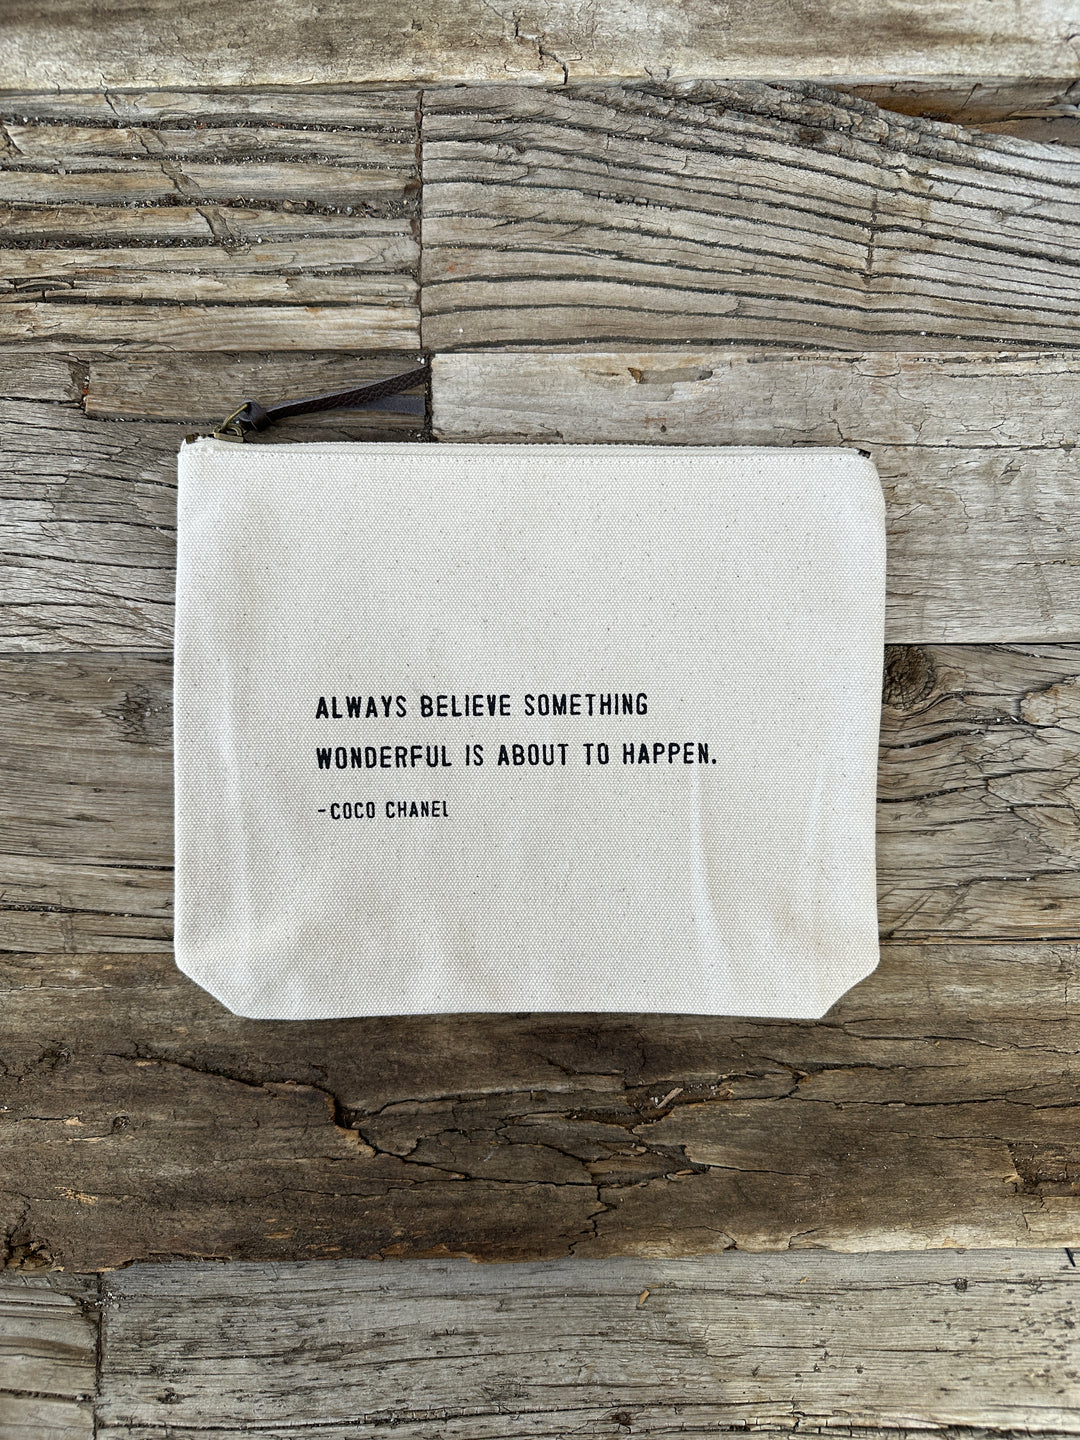 ALWAYS BELIEVE SOMETHING
WONDERFUL IS ABOUT TO HAPPEN.
-COCO CHANEL